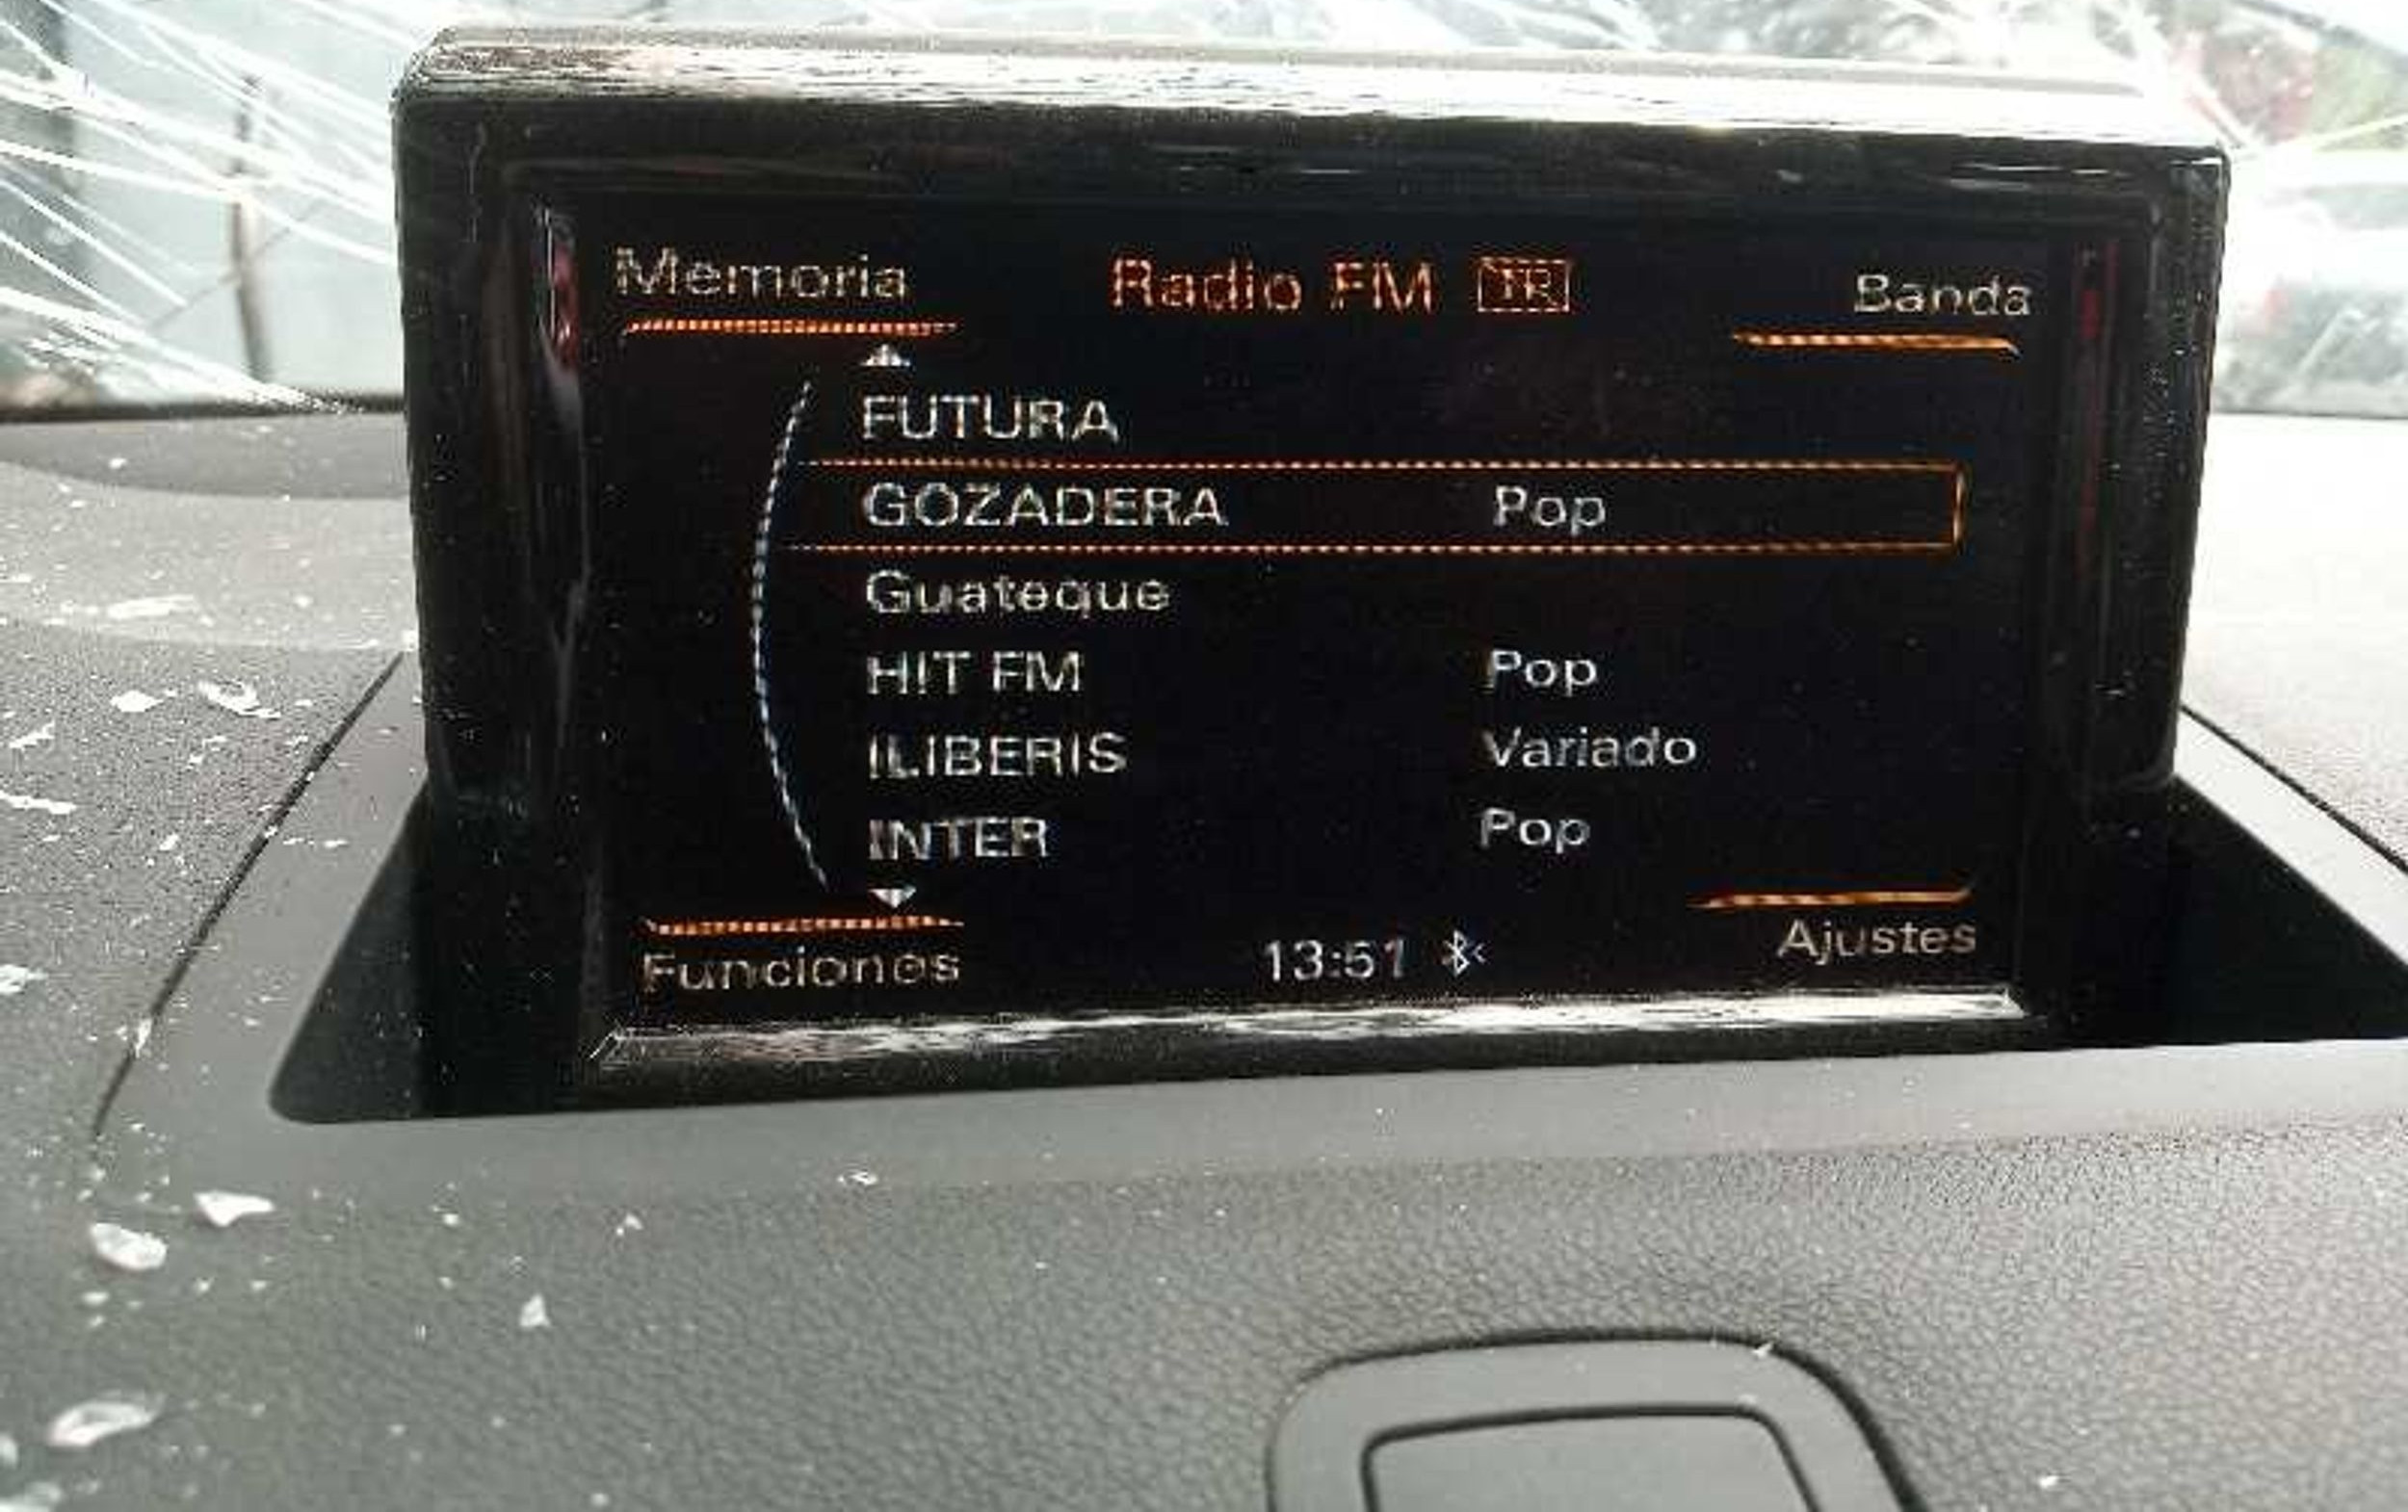 Memoria Radio FM TP Banda
FUTURA
GOZADERA Pop
Guateque
HIT FM Pop
ILIBERIS Variado
INTER Pop
Funciones 13:51 Ajustes